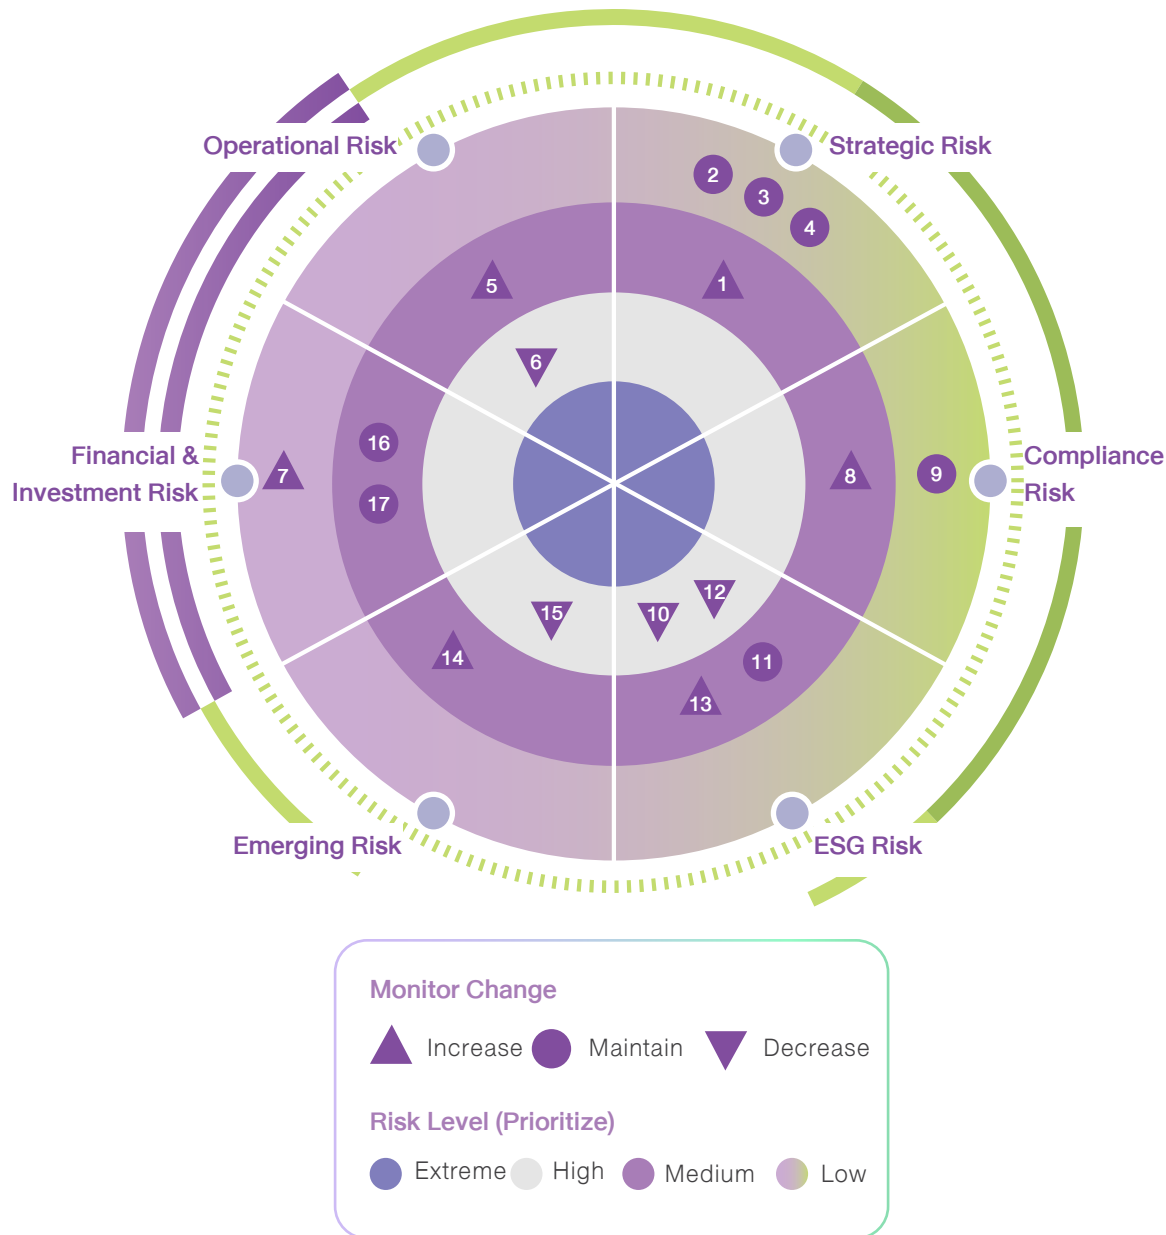 Operational Risk
Strategic Risk
2
3
4
5
1
6
Financial &
Investment Risk
16
7
17
8
9
Compliance
Risk
12
15
10
14
11
13
Emerging Risk
ESG Risk
Monitor Change
Increase
Maintain
Decrease
Risk Level (Prioritize)
Extreme
High
Medium
Low